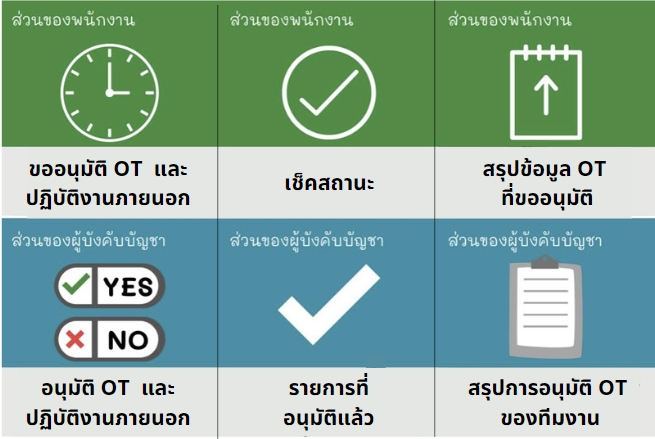 ส่วนของพนักงาน
ส่วนของพนักงาน
ส่วนของพนักงาน
ขออนุมัติ OT และ
ปฏิบัติงานภายนอก
เช็คสถานะ
สรุปข้อมูล OT
ที่ขออนุมัติ
ส่วนของผู้บังคับบัญชา
ส่วนของผู้บังคับบัญชา
ส่วนของผู้บังคับบัญชา
YES
NO
อนุมัติ OT และ
ปฏิบัติงานภายนอก
รายการที่
อนุมัติแล้ว
สรุปการอนุมัติ OT
ของทีมงาน